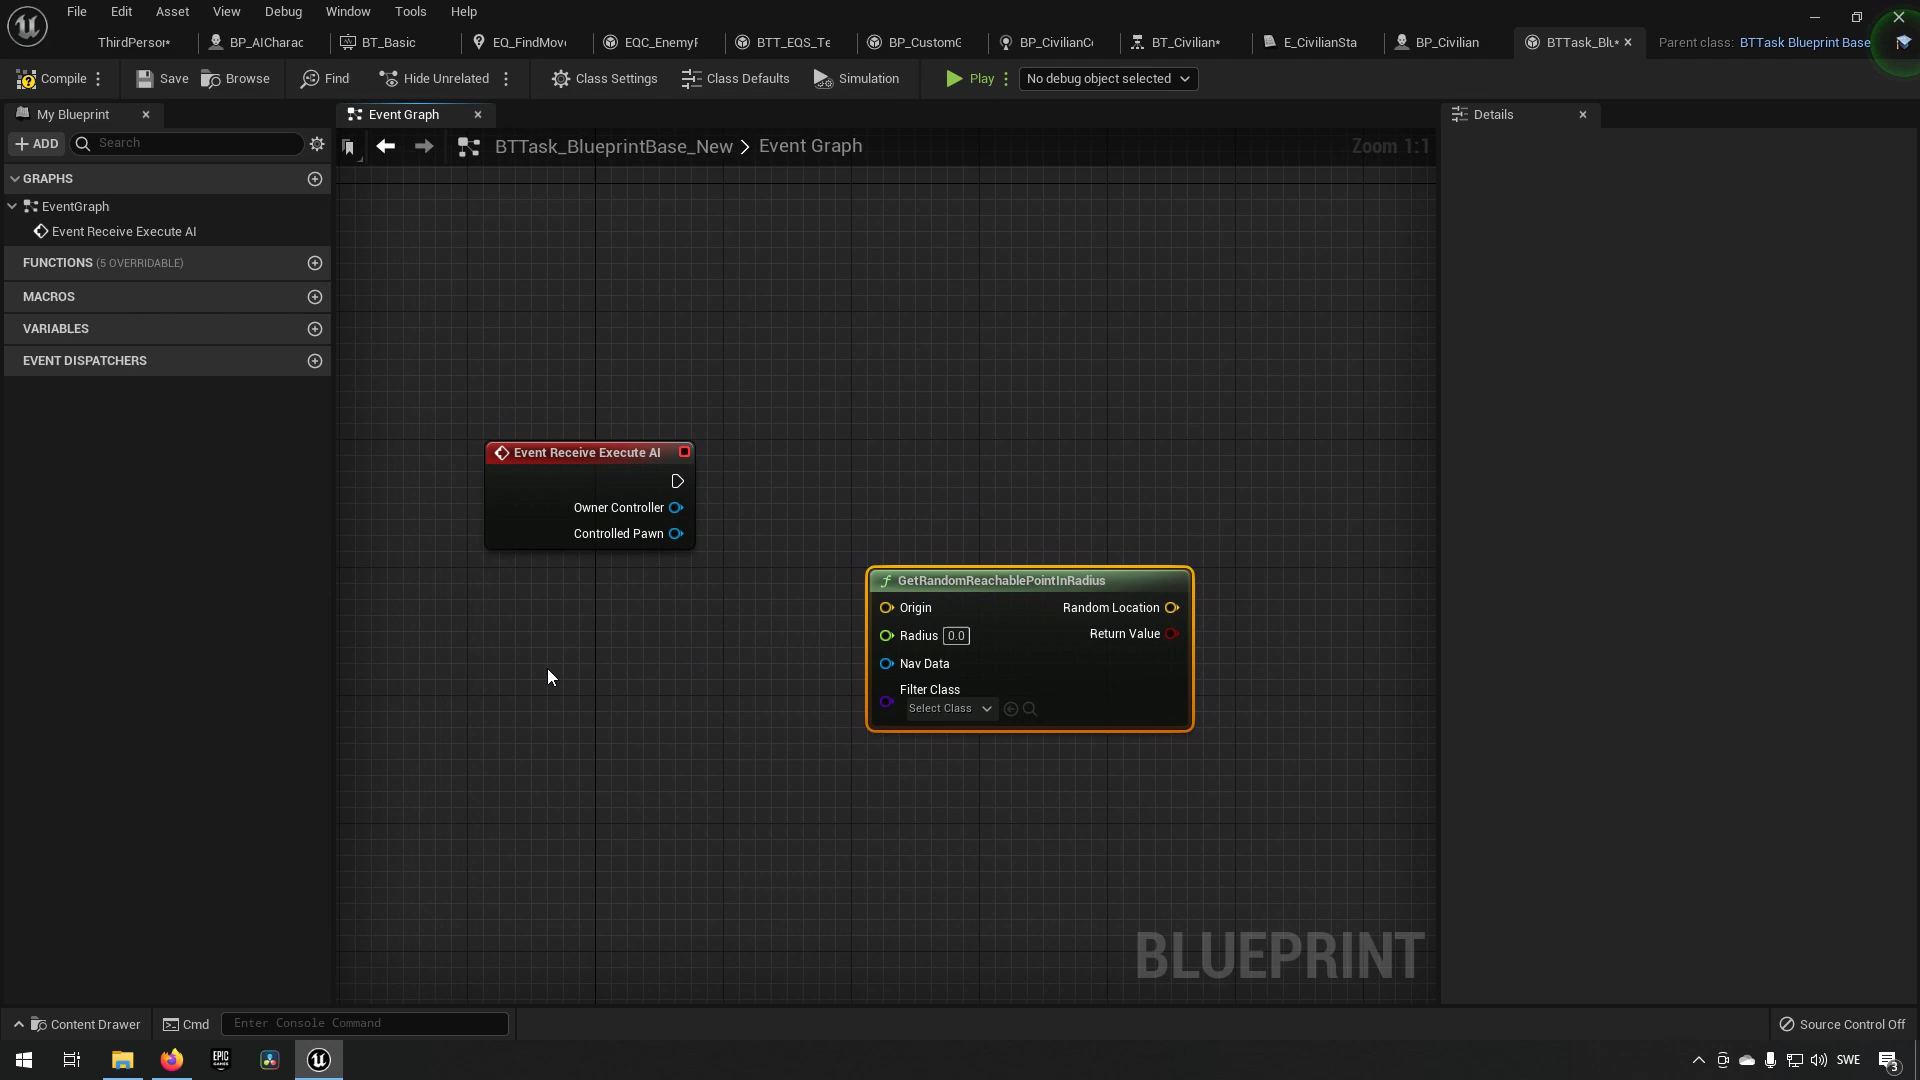 File Edit Asset View Debug Window Tools Help
ThirdPerson* BP_AICharac BT_Basic EQ_FindMov EQC_EnemyF BTT_EQS_Te BP_CustomG BP_CivilianC BT_Civilian* E_CivilianSta BP_Civilian BTTask_Blu* Parent class: BTTask Blueprint Base
Compile Save Browse Find Hide Unrelated Class Settings Class Defaults Simulation Play No debug object selected
My Blueprint Event Graph Details
ADD Search
BTTask_BlueprintBase_New > Event Graph Zoom 1:1
GRAPHS
EventGraph
Event Receive Execute AI
FUNCTIONS (5 OVERRIDABLE)
MACROS
VARIABLES
EVENT DISPATCHERS
Event Receive Execute AI
Owner Controller
Controlled Pawn
f GetRandomReachablePointInRadius
Origin Random Location
Radius 0.0 Return Value
Nav Data
Filter Class
Select Class
BLUEPRINT
Content Drawer Cmd Enter Console Command Source Control Off
EPIC GAMES SWE 3